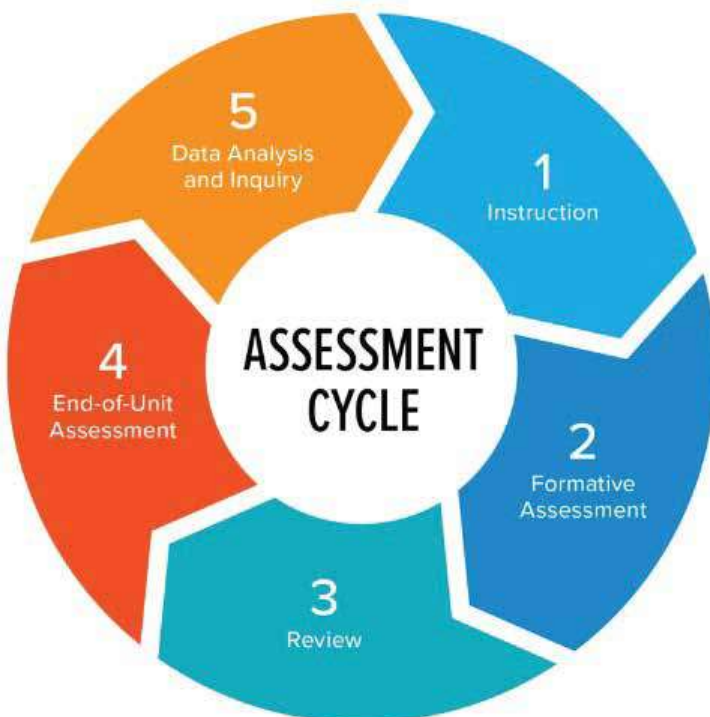 ASSESSMENT
CYCLE
1
Instruction
2
Formative
Assessment
3
Review
4
End-of-Unit
Assessment
5
Data Analysis
and Inquiry